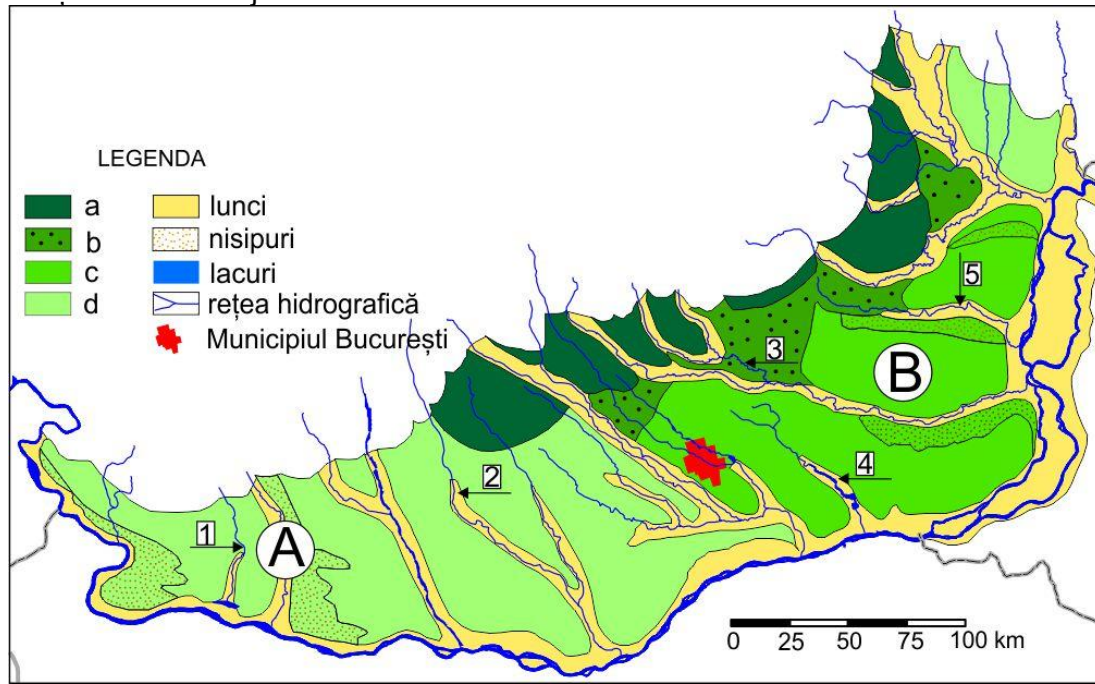 LEGENDA
a
b
c
d
lunci
nisipuri
lacuri
rețea hidrografică
Municipiul București
1
2
3
4
5
A
B
0 25 50 75 100 km